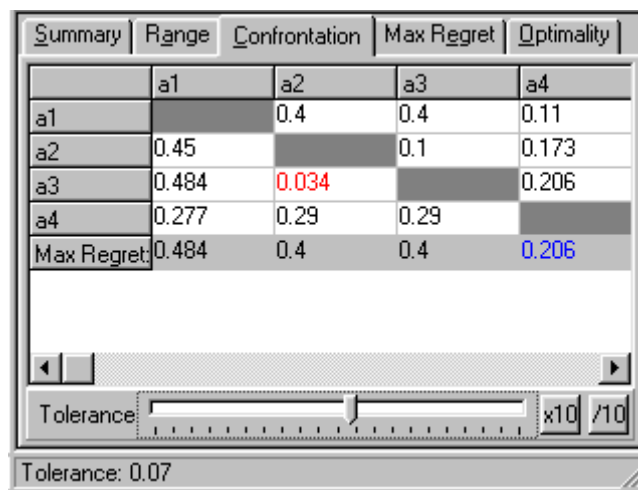 Summary Range Confrontation Max Regret Optimality
a1 a2 a3 a4
a1 0.4 0.4 0.11
a2 0.45 0.1 0.173
a3 0.484 0.034 0.206
a4 0.277 0.29 0.29
Max Regret: 0.484 0.4 0.4 0.206
Tolerance x10 /10
Tolerance: 0.07